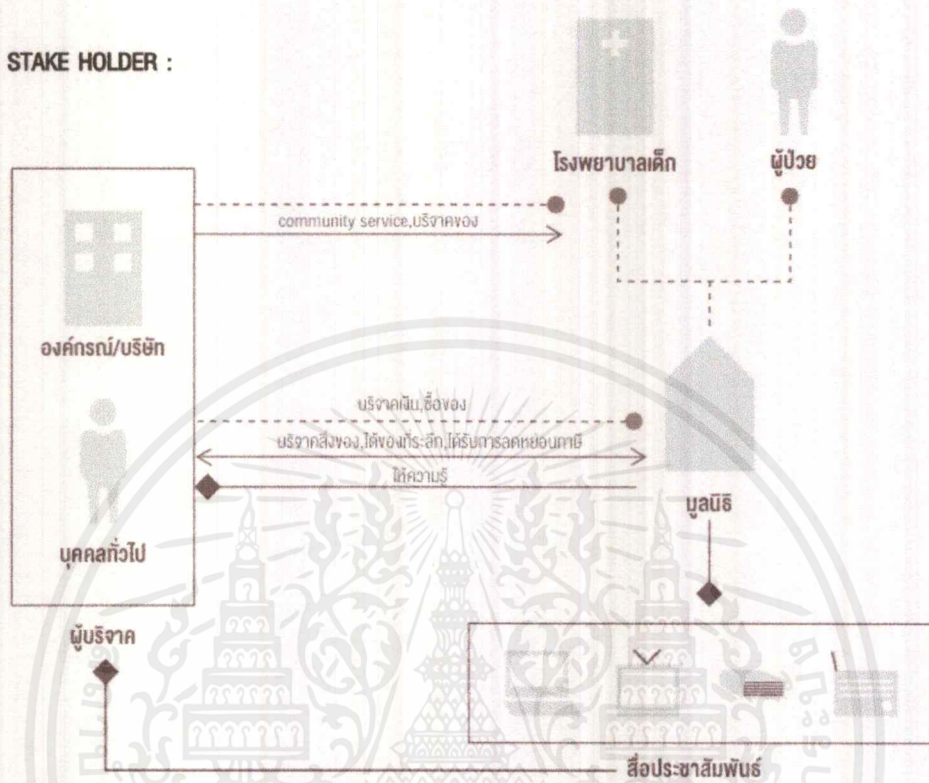 STAKE HOLDER :
โรงพยาบาลเด็ก
ผู้ป่วย
community service,บริจาคของ
องค์กรณ์/บริษัท
บริจาคเงิน,ซื้อของ
บริจาคสิ่งของ,ได้ของที่ระลึก,ได้รับการลดหย่อนภาษี
ให้ความรู้
มูลนิธิ
บุคคลทั่วไป
ผู้บริจาค
สื่อประชาสัมพันธ์